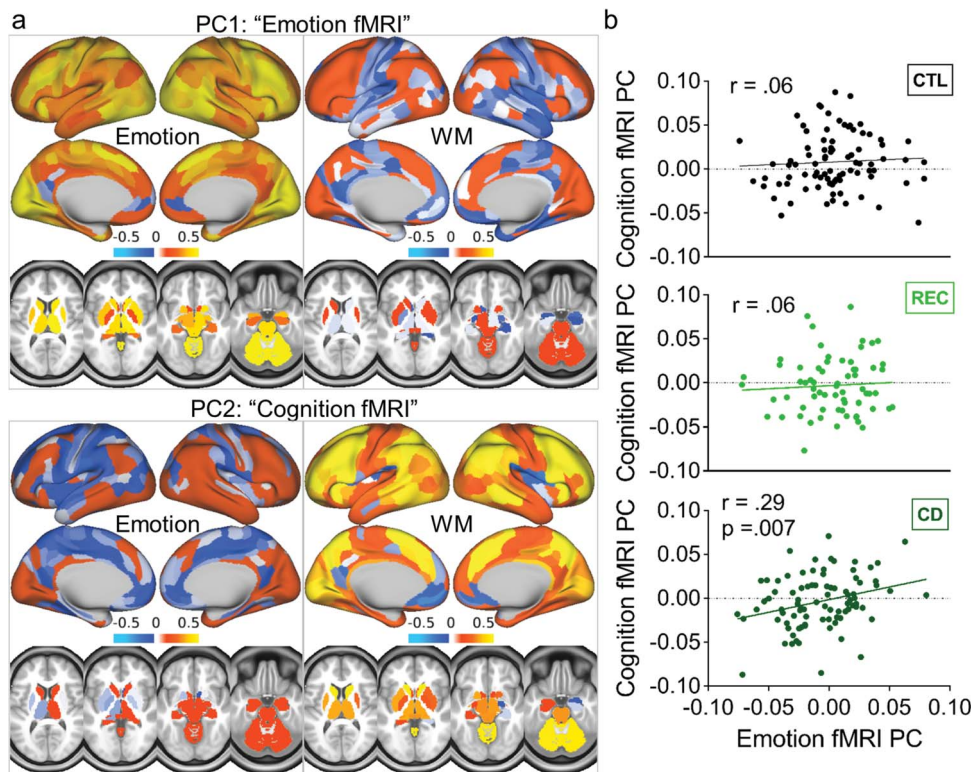 a
PC1: “Emotion fMRI”
Emotion
WM
-0.5 0 0.5
-0.5 0 0.5
PC2: “Cognition fMRI”
Emotion
WM
-0.5 0 0.5
-0.5 0 0.5
b
Cognition fMRI PC
0.10
0.05
0.00
-0.05
-0.10
r = .06
CTL
Cognition fMRI PC
0.10
0.05
0.00
-0.05
-0.10
r = .06
REC
Cognition fMRI PC
0.10
0.05
0.00
-0.05
-0.10
r = .29
p =.007
CD
-0.10 -0.05 0.00 0.05 0.10
Emotion fMRI PC